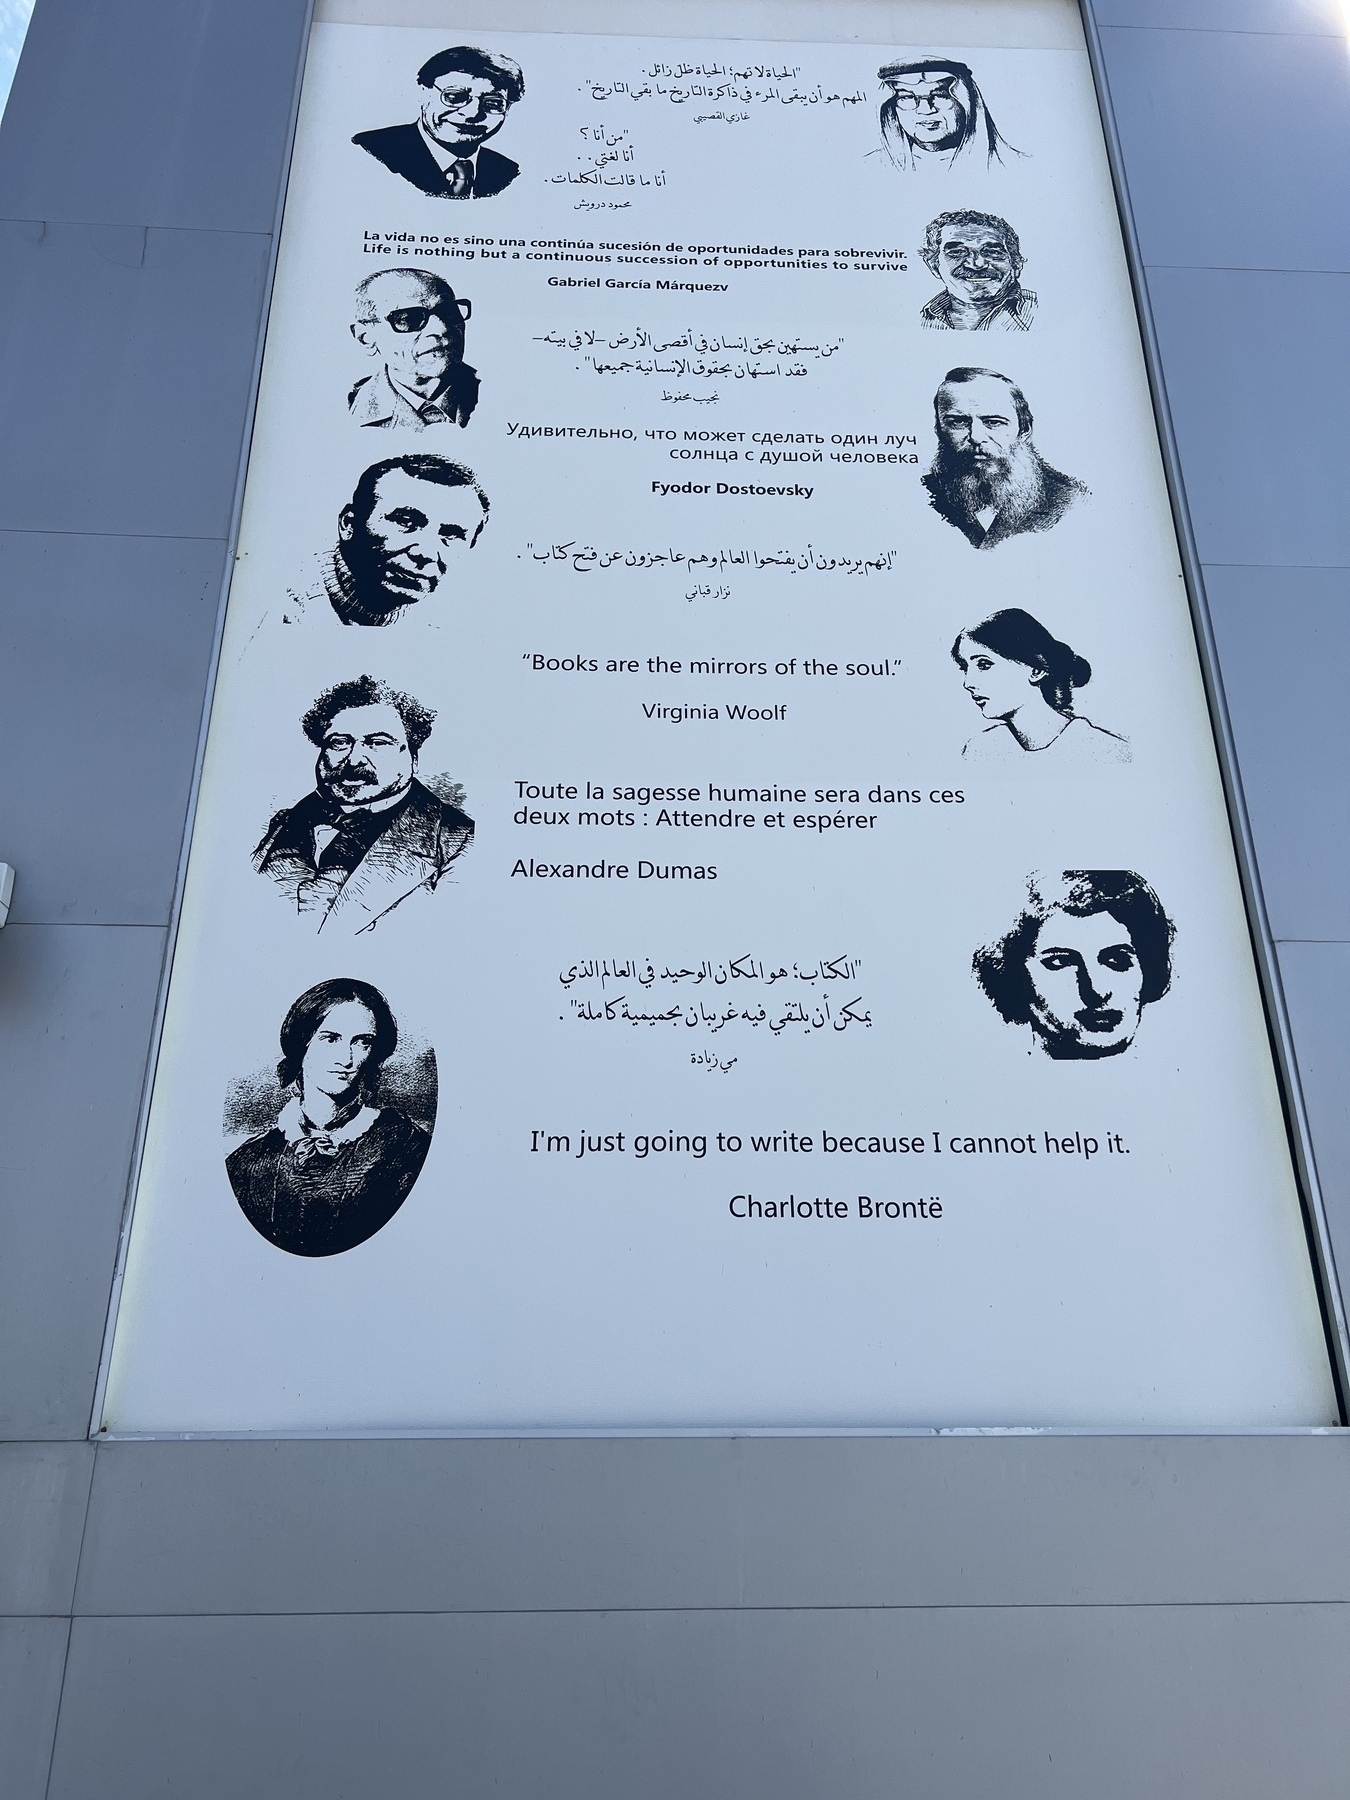 "الحياة لا تهم؛ الحياة ظل زائل.
المهم هو أن يبقى المرء في ذاكرة التاريخ ما بقي التاريخ".
غازي القصيبي
"من أنا ؟
أنا لغتي . .
أنا ما قالت الكلمات .
محمود درويش
La vida no es sino una continúa sucesión de oportunidades para sobrevivir.
Life is nothing but a continuous succession of opportunities to survive
Gabriel García Márquezv
"من يستهين بحق إنسان في أقصى الأرض –لا في بيته–
فقد استهان بحقوق الإنسانية جميعها" .
نجيب محفوظ
Удивительно, что может сделать один луч
солнца с душой человека
Fyodor Dostoevsky
"إنهم يريدون أن يفتحوا العالم وهم عاجزون عن فتح كتاب" .
نزار قباني
“Books are the mirrors of the soul.”
Virginia Woolf
Toute la sagesse humaine sera dans ces
deux mots : Attendre et espérer
Alexandre Dumas
"الكتاب؛ هو المكان الوحيد في العالم الذي
يمكن أن يلتقي فيه غريبان بحميمية كاملة" .
مي زيادة
I'm just going to write because I cannot help it.
Charlotte Brontë